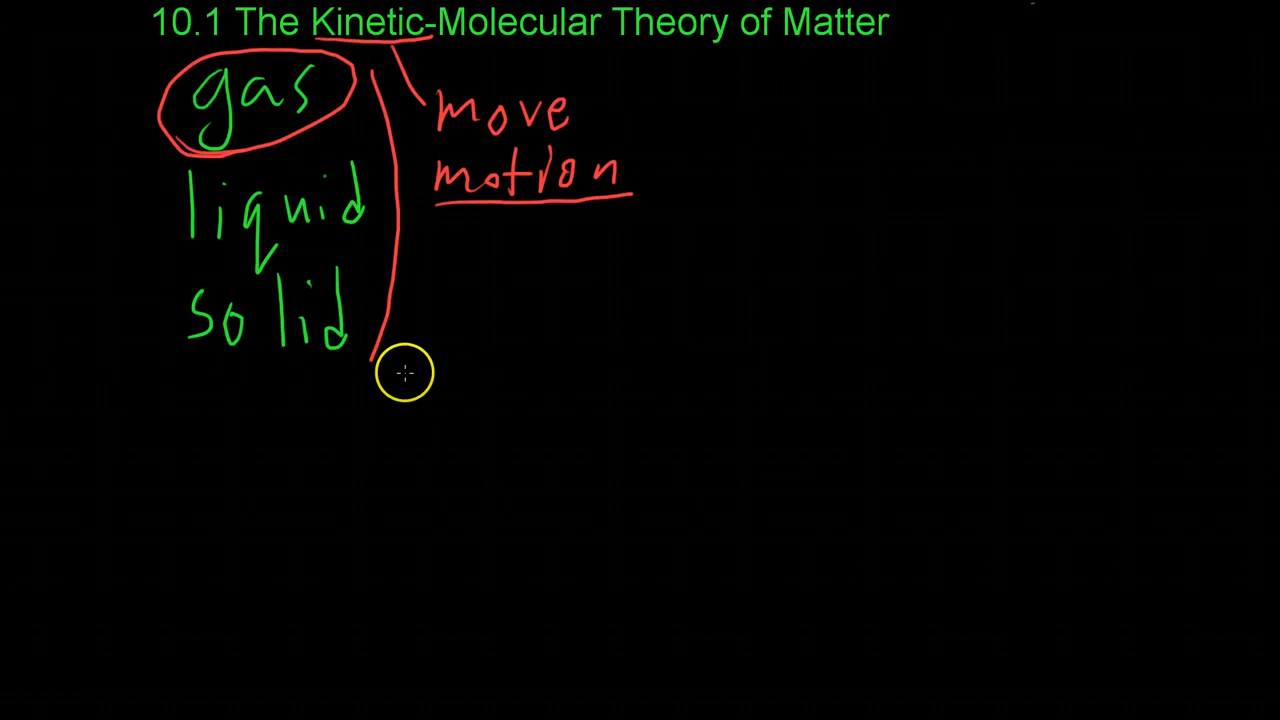 10.1 The Kinetic-Molecular Theory of Matter
gas
liquid
solid
move
motion